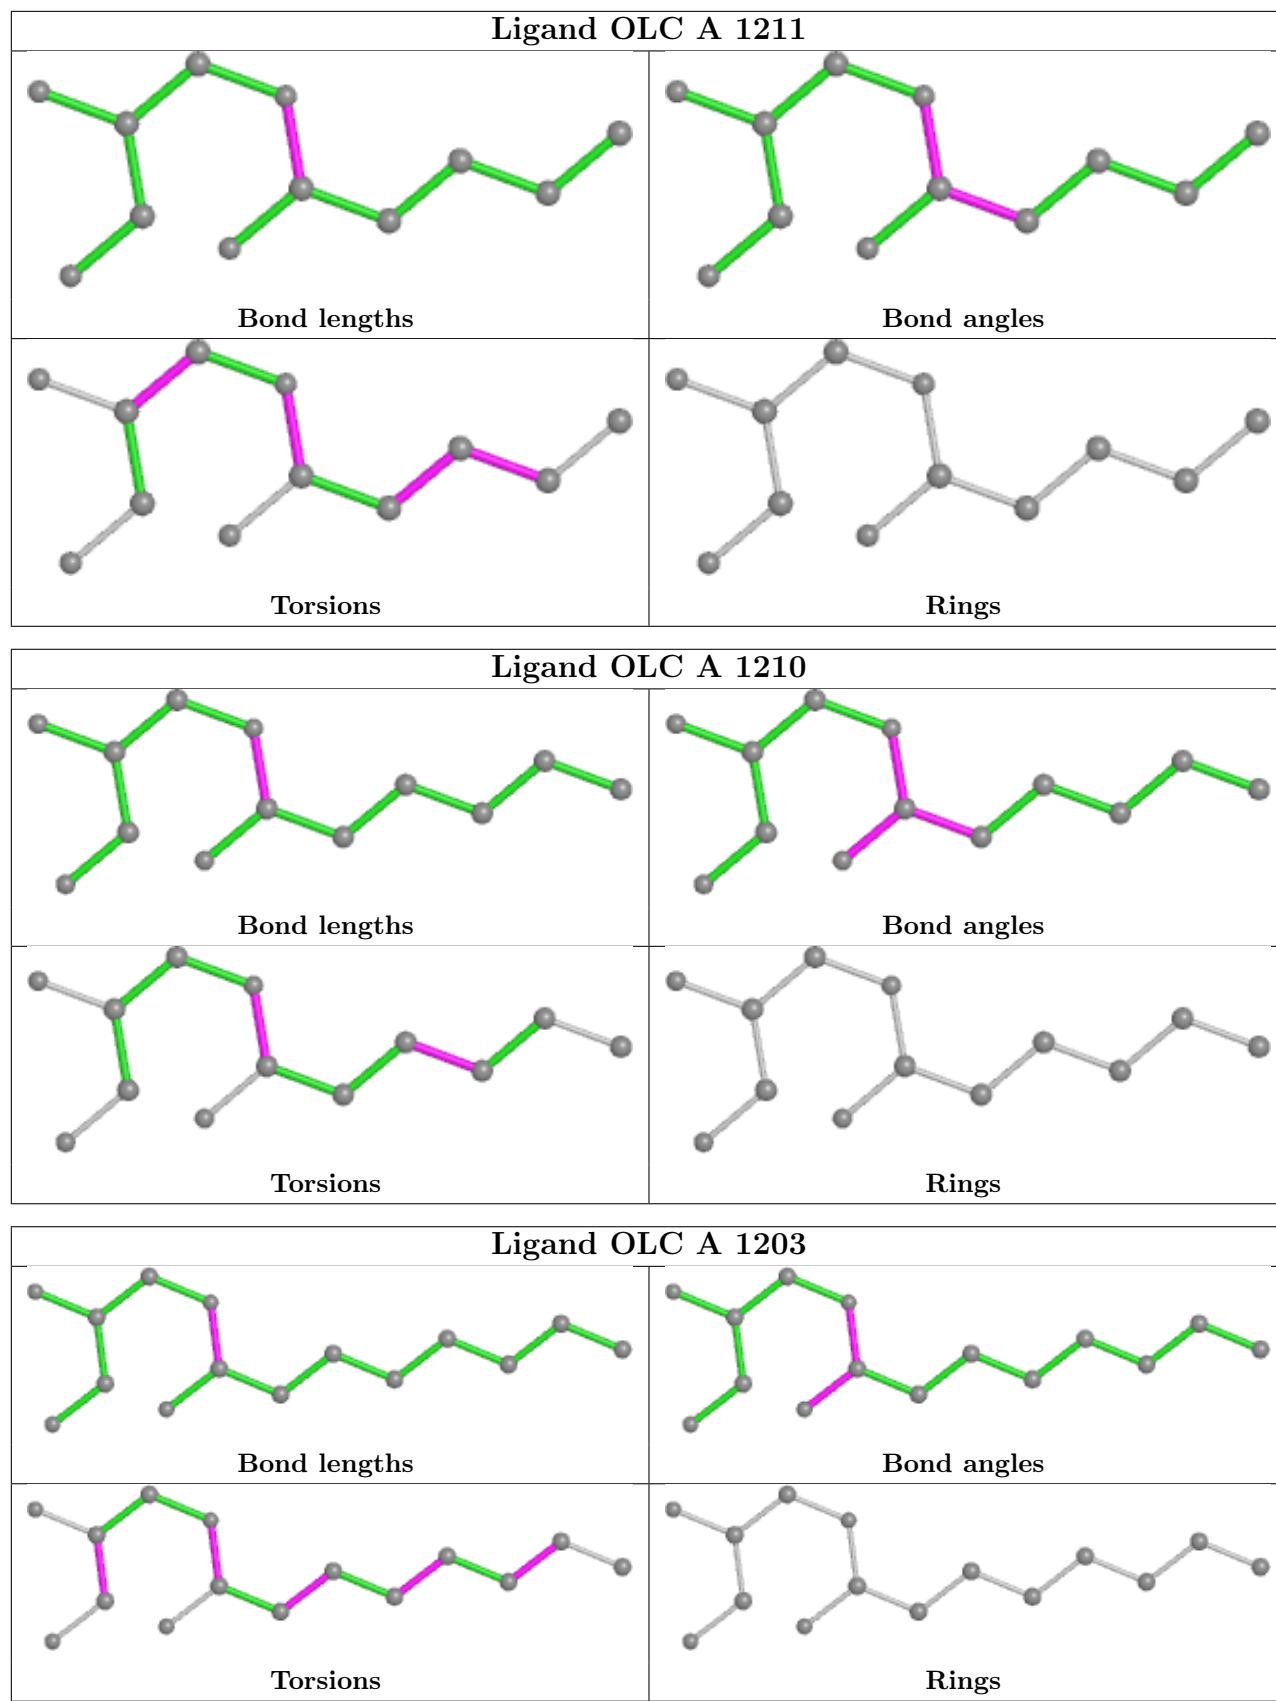 Ligand OLC A 1211
Bond lengths
Bond angles
Torsions
Rings
Ligand OLC A 1210
Bond lengths
Bond angles
Torsions
Rings
Ligand OLC A 1203
Bond lengths
Bond angles
Torsions
Rings